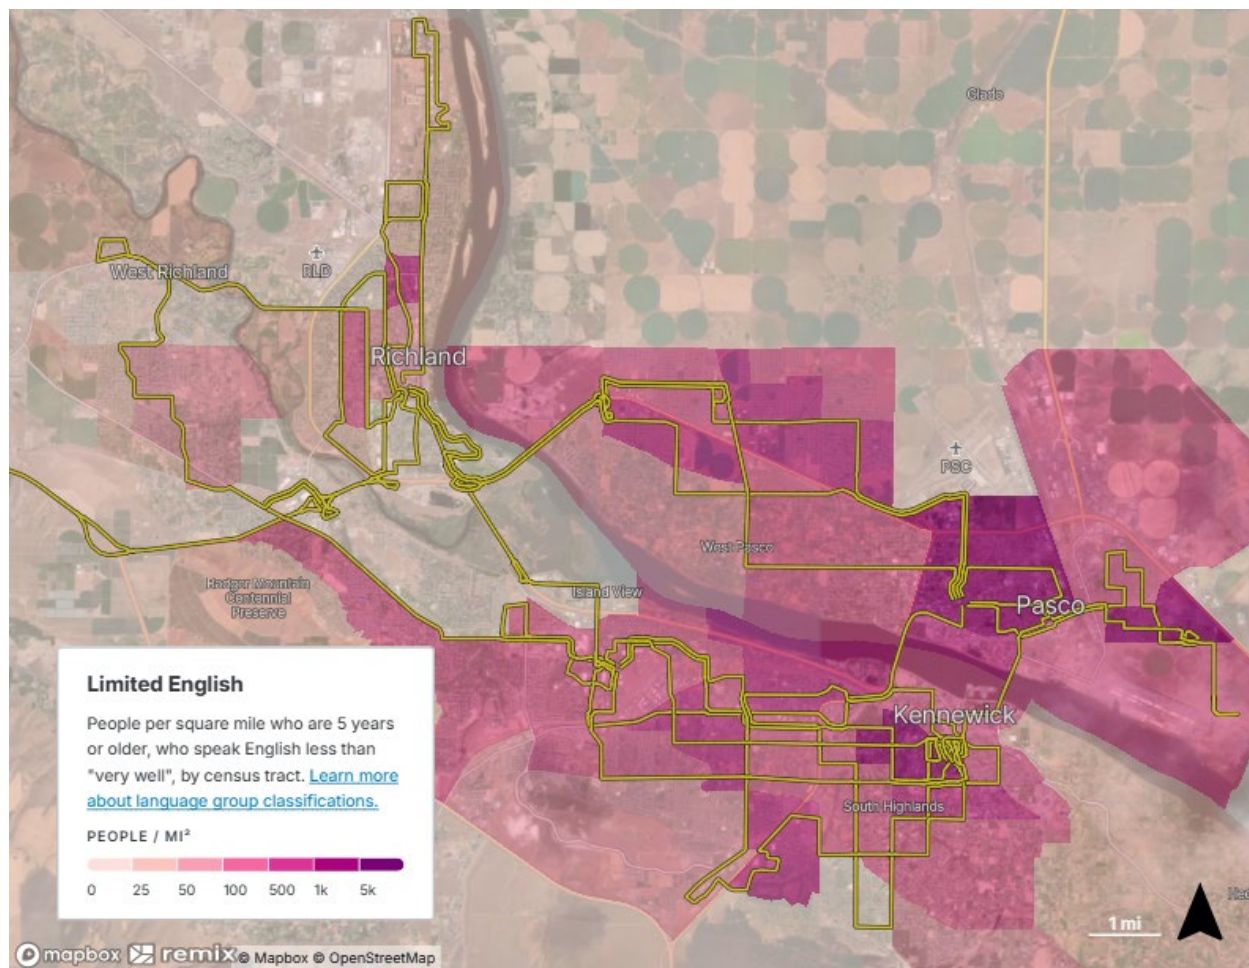 Glade
West Richland
RLD
Richland
PSC
West Pasco
Badger Mountain
Centennial
Preserve
Island View
Pasco
Limited English
People per square mile who are 5 years
or older, who speak English less than
"very well", by census tract. Learn more
about language group classifications.
PEOPLE / MI²
0 25 50 100 500 1k 5k
Kennewick
South Highlands
1 mi
mapbox remix © Mapbox © OpenStreetMap